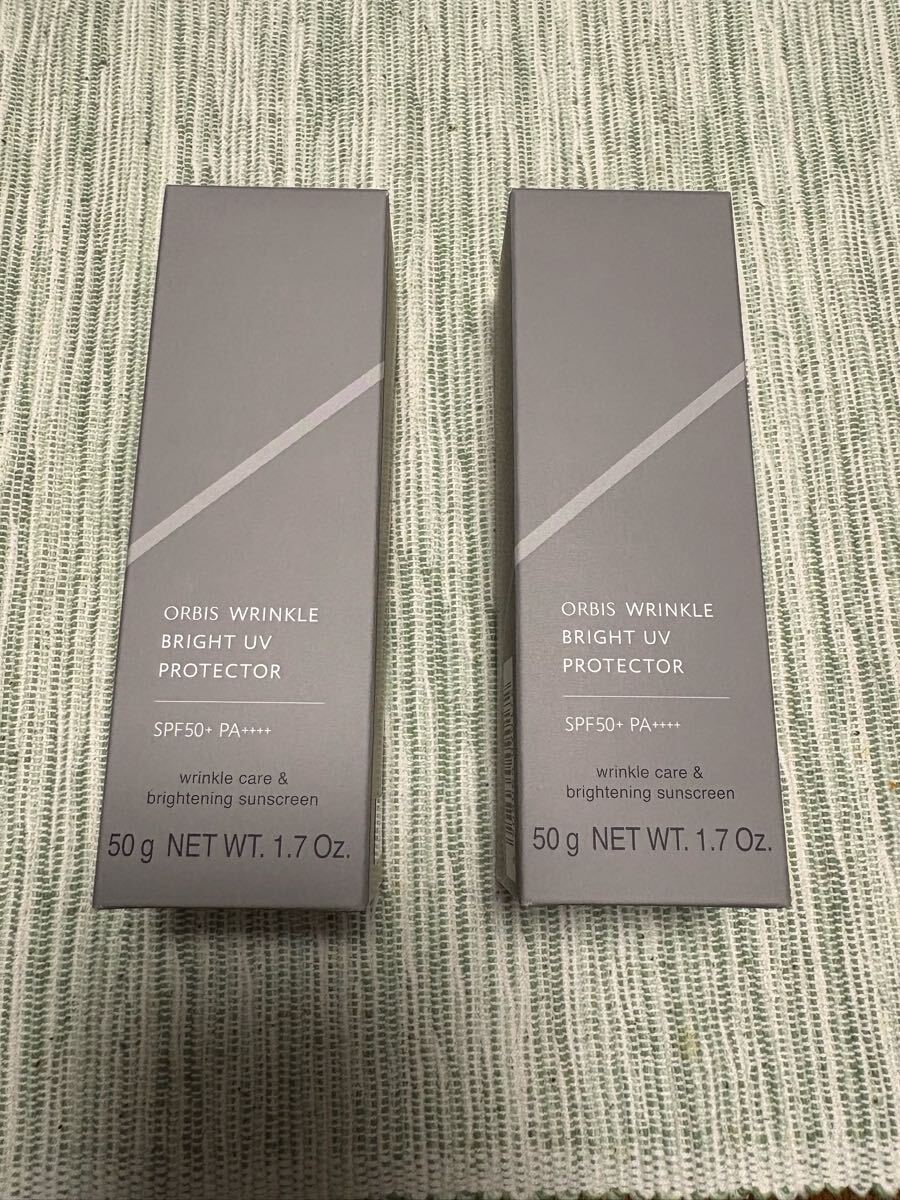 ORBIS WRINKLE
BRIGHT UV
PROTECTOR
SPF50+ PA++++
wrinkle care &
brightening sunscreen
50 g NET WT. 1.7 Oz.
ORBIS WRINKLE
BRIGHT UV
PROTECTOR
SPF50+ PA++++
wrinkle care &
brightening sunscreen
50 g NET WT. 1.7 Oz.